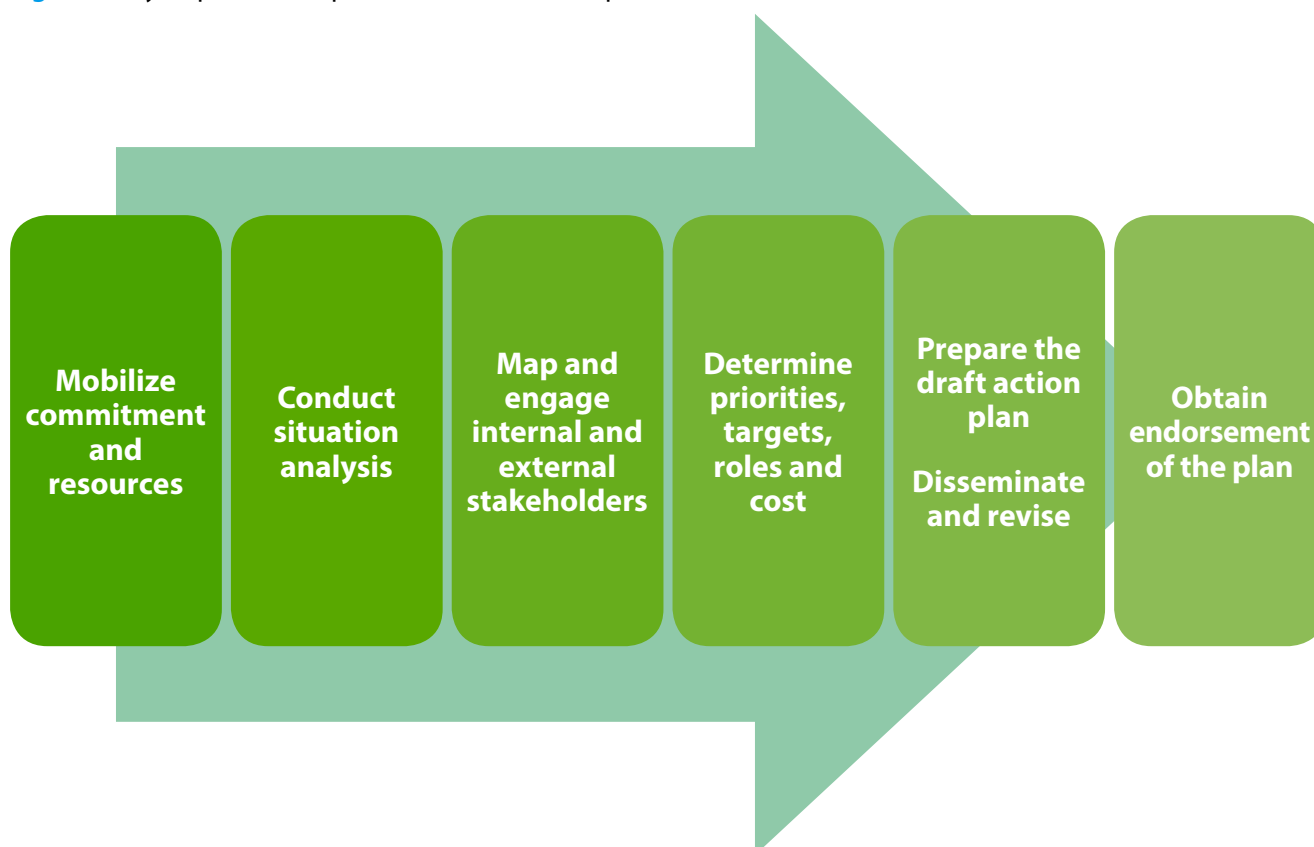 Mobilize
commitment
and
resources
Conduct
situation
analysis
Map and
engage
internal and
external
stakeholders
Determine
priorities,
targets,
roles and
cost
Prepare the
draft action
plan
Disseminate
and revise
Obtain
endorsement
of the plan